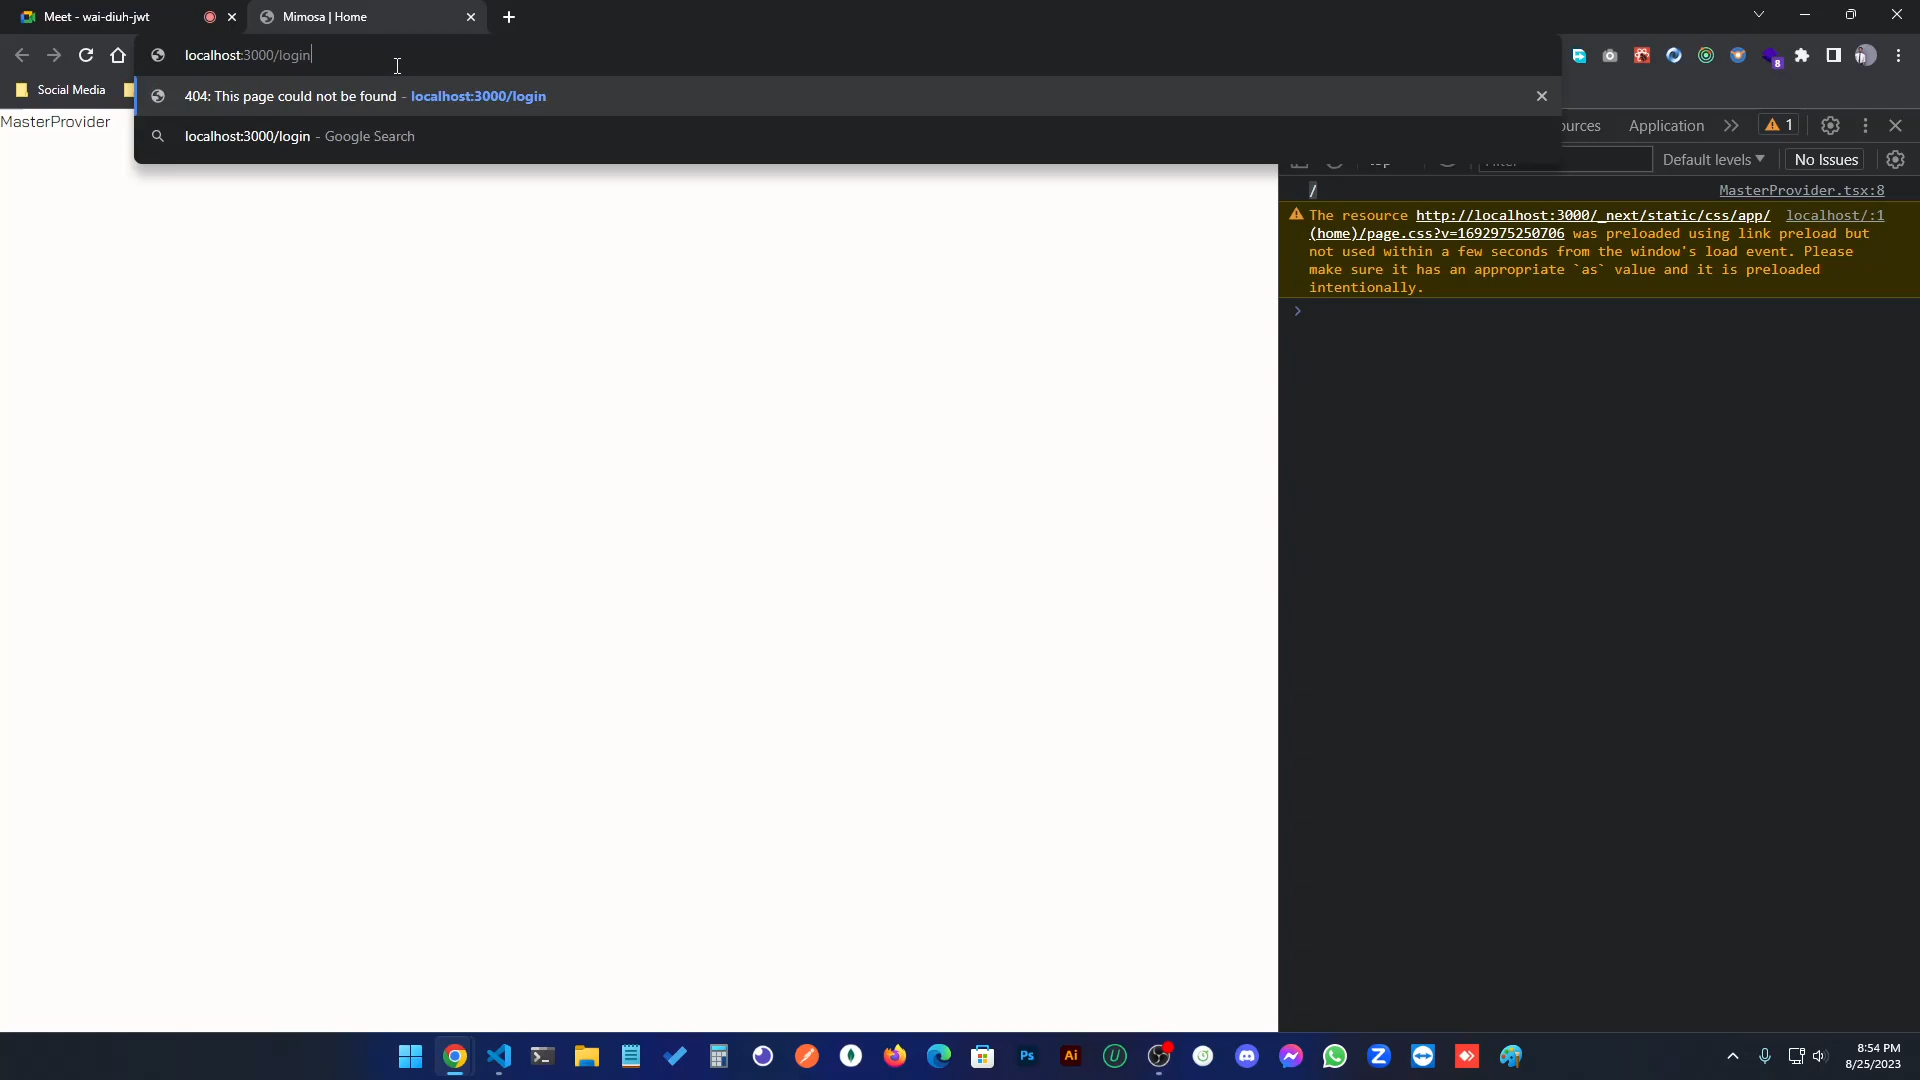 Meet - wai-diuh-jwt
Mimosa | Home
localhost:3000/login
Social Media
404: This page could not be found - localhost:3000/login
localhost:3000/login - Google Search
MasterProvider
ources
Application
1
8
Default levels
No Issues
/
MasterProvider.tsx:8
The resource http://localhost:3000/_next/static/css/app/ localhost/:1
(home)/page.css?v=1692975250706 was preloaded using link preload but
not used within a few seconds from the window's load event. Please
make sure it has an appropriate `as` value and it is preloaded
intentionally.
Ps
Ai
8:54 PM
8/25/2023